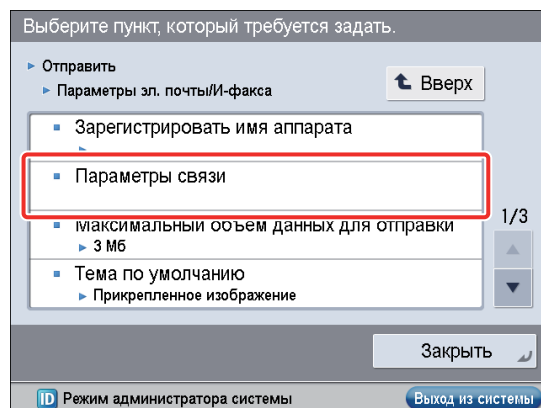 Выберите пункт, который требуется задать.
Отправить
Параметры эл. почты/И-факса
Вверх
Зарегистрировать имя аппарата
Параметры связи
Максимальный объем данных для отправки
3 Мб
1/3
Тема по умолчанию
Прикрепленное изображение
Закрыть
ID Режим администратора системы
Выход из системы